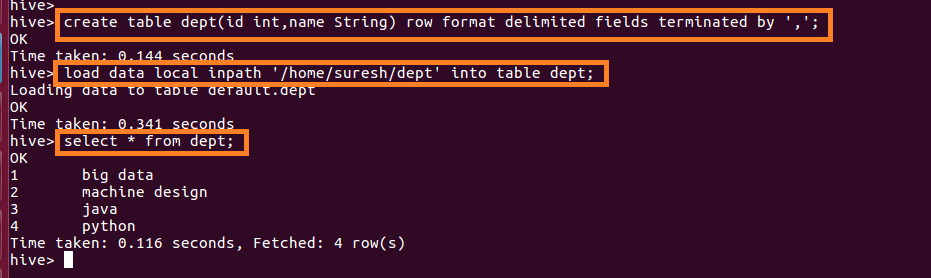 hive>
hive> create table dept(id int,name String) row format delimited fields terminated by ',';
OK
Time taken: 0.144 seconds
hive> load data local inpath '/home/suresh/dept' into table dept;
Loading data to table default.dept
OK
Time taken: 0.341 seconds
hive> select * from dept;
OK
1 big data
2 machine design
3 java
4 python
Time taken: 0.116 seconds, Fetched: 4 row(s)
hive>